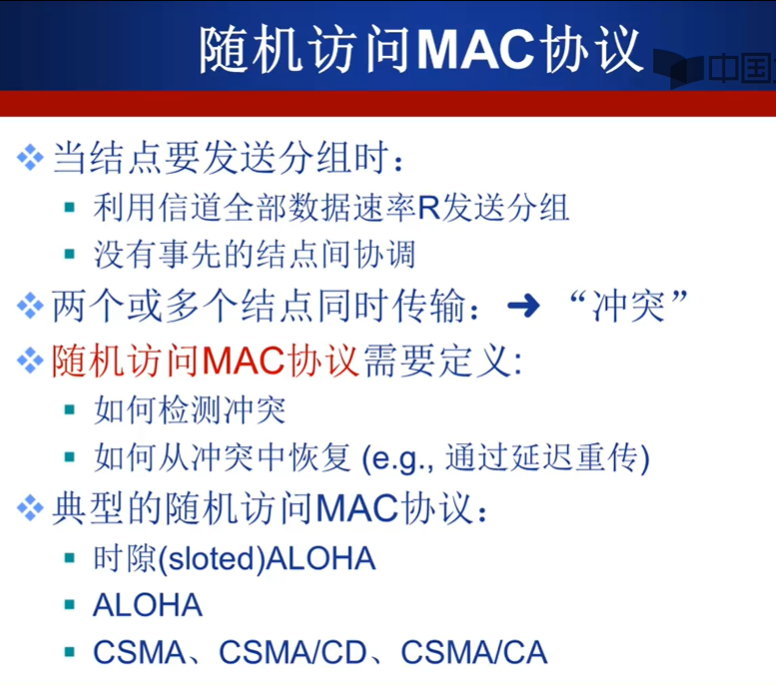 随机访问MAC协议
中国
当结点要发送分组时：
利用信道全部数据速率R发送分组
没有事先的结点间协调
两个或多个结点同时传输：➔ “冲突”
随机访问MAC协议需要定义:
如何检测冲突
如何从冲突中恢复 (e.g., 通过延迟重传)
典型的随机访问MAC协议：
时隙(sloted)ALOHA
ALOHA
CSMA、CSMA/CD、CSMA/CA